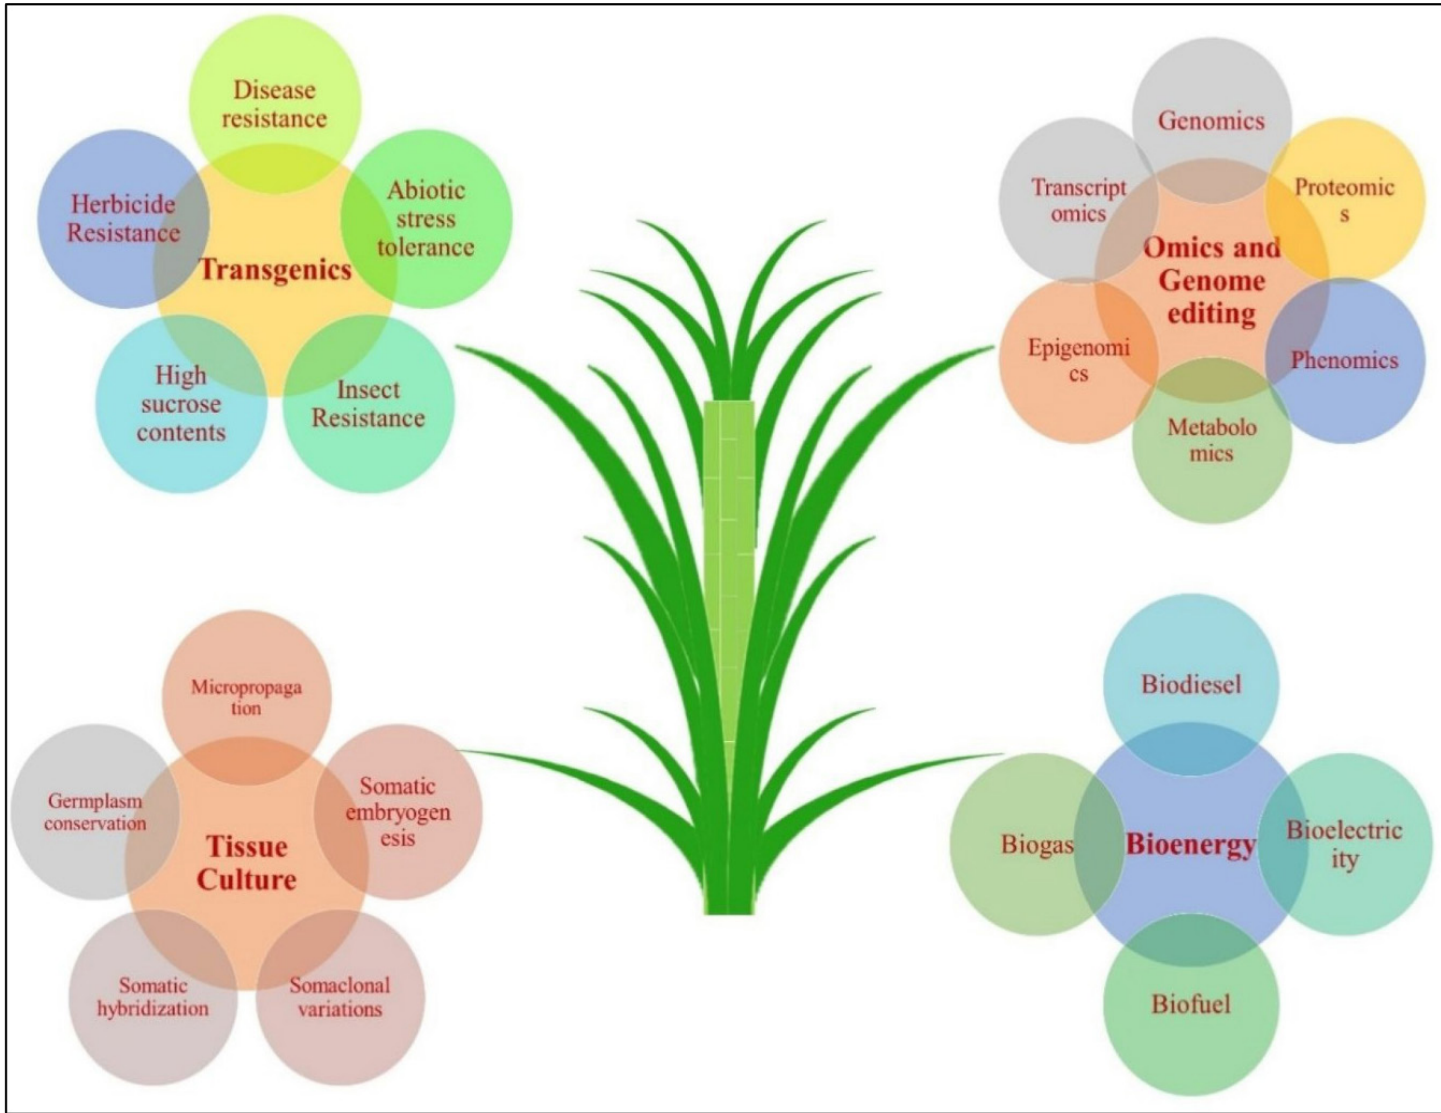 Disease
resistance
Herbicide
Resistance
Abiotic
stress
tolerance
Transgenics
High
sucrose
contents
Insect
Resistance
Genomics
Transcript
omics
Proteomic
s
Omics and
Genome
editing
Epigenomi
cs
Phenomics
Metabolo
mics
Micropropaga
tion
Germplasm
conservation
Somatic
embryogen
esis
Tissue
Culture
Somatic
hybridization
Somaclonal
variations
Biodiesel
Biogas
Bioenergy
Bioelectric
ity
Biofuel